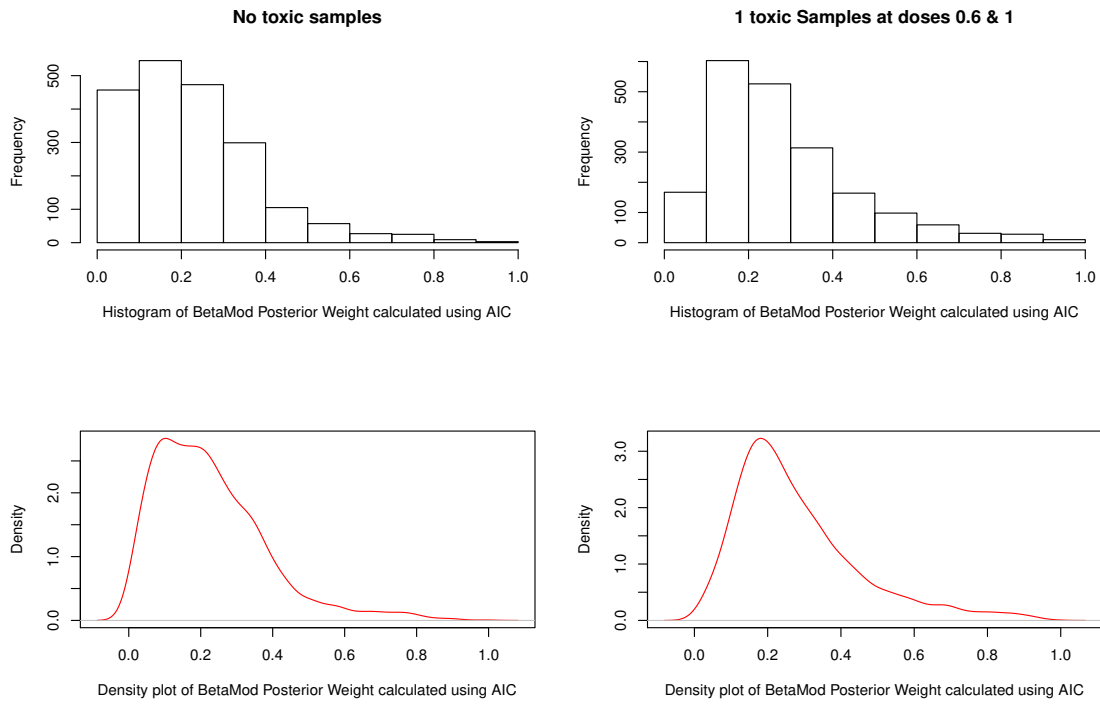 No toxic samples
1 toxic Samples at doses 0.6 & 1
Frequency
0 100 300 500
0.0 0.2 0.4 0.6 0.8 1.0
Histogram of BetaMod Posterior Weight calculated using AIC
Frequency
0 100 300 500
0.0 0.2 0.4 0.6 0.8 1.0
Histogram of BetaMod Posterior Weight calculated using AIC
Density
0.0 1.0 2.0
0.0 0.2 0.4 0.6 0.8 1.0
Density plot of BetaMod Posterior Weight calculated using AIC
Density
0.0 1.0 2.0 3.0
0.0 0.2 0.4 0.6 0.8 1.0
Density plot of BetaMod Posterior Weight calculated using AIC